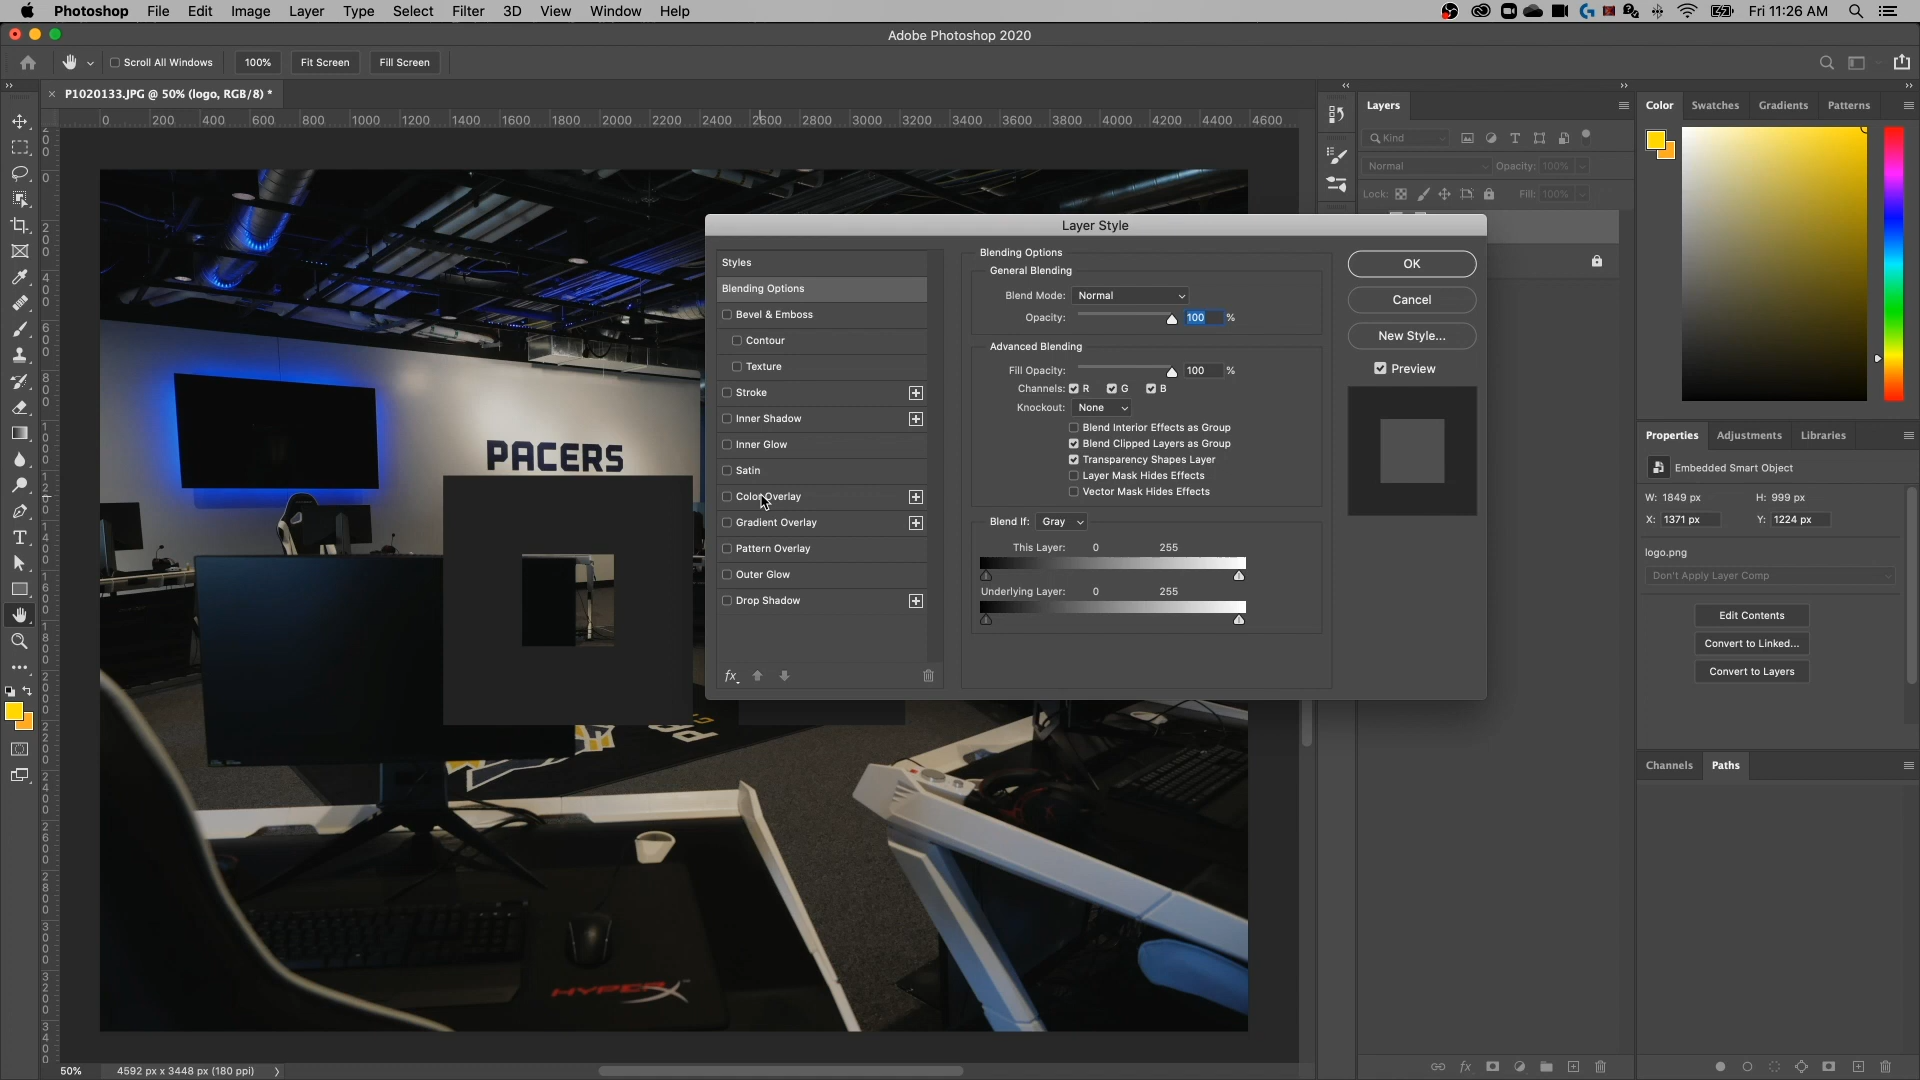 Photoshop File Edit Image Layer Type Select Filter 3D View Window Help Fri 11:26 AM
Adobe Photoshop 2020
Scroll All Windows 100% Fit Screen Fill Screen
P1020133.JPG @ 50% (logo, RGB/8) *
0 200 400 600 800 1000 1200 1400 1600 1800 2000 2200 2400 2600 2800 3000 3200 3400 3600 3800 4000 4200 4400 4600
Layers
Kind
Normal Opacity: 100%
Lock: Fill: 100%
Color Swatches Gradients Patterns
Layer Style
Styles
Blending Options
Bevel & Emboss
Contour
Texture
Stroke
Inner Shadow
Inner Glow
Satin
Color Overlay
Gradient Overlay
Pattern Overlay
Outer Glow
Drop Shadow
fx
Blending Options
General Blending
Blend Mode: Normal
Opacity: 100 %
Advanced Blending
Fill Opacity: 100 %
Channels: R G B
Knockout: None
Blend Interior Effects as Group
Blend Clipped Layers as Group
Transparency Shapes Layer
Layer Mask Hides Effects
Vector Mask Hides Effects
Blend If: Gray
This Layer: 0 255
Underlying Layer: 0 255
OK
Cancel
New Style...
Preview
PACERS
HYPERX
Properties Adjustments Libraries
Embedded Smart Object
W: 1849 px H: 999 px
X: 1371 px Y: 1224 px
logo.png
Don't Apply Layer Comp
Edit Contents
Convert to Linked...
Convert to Layers
Channels Paths
50% 4592 px x 3448 px (180 ppi)
fx